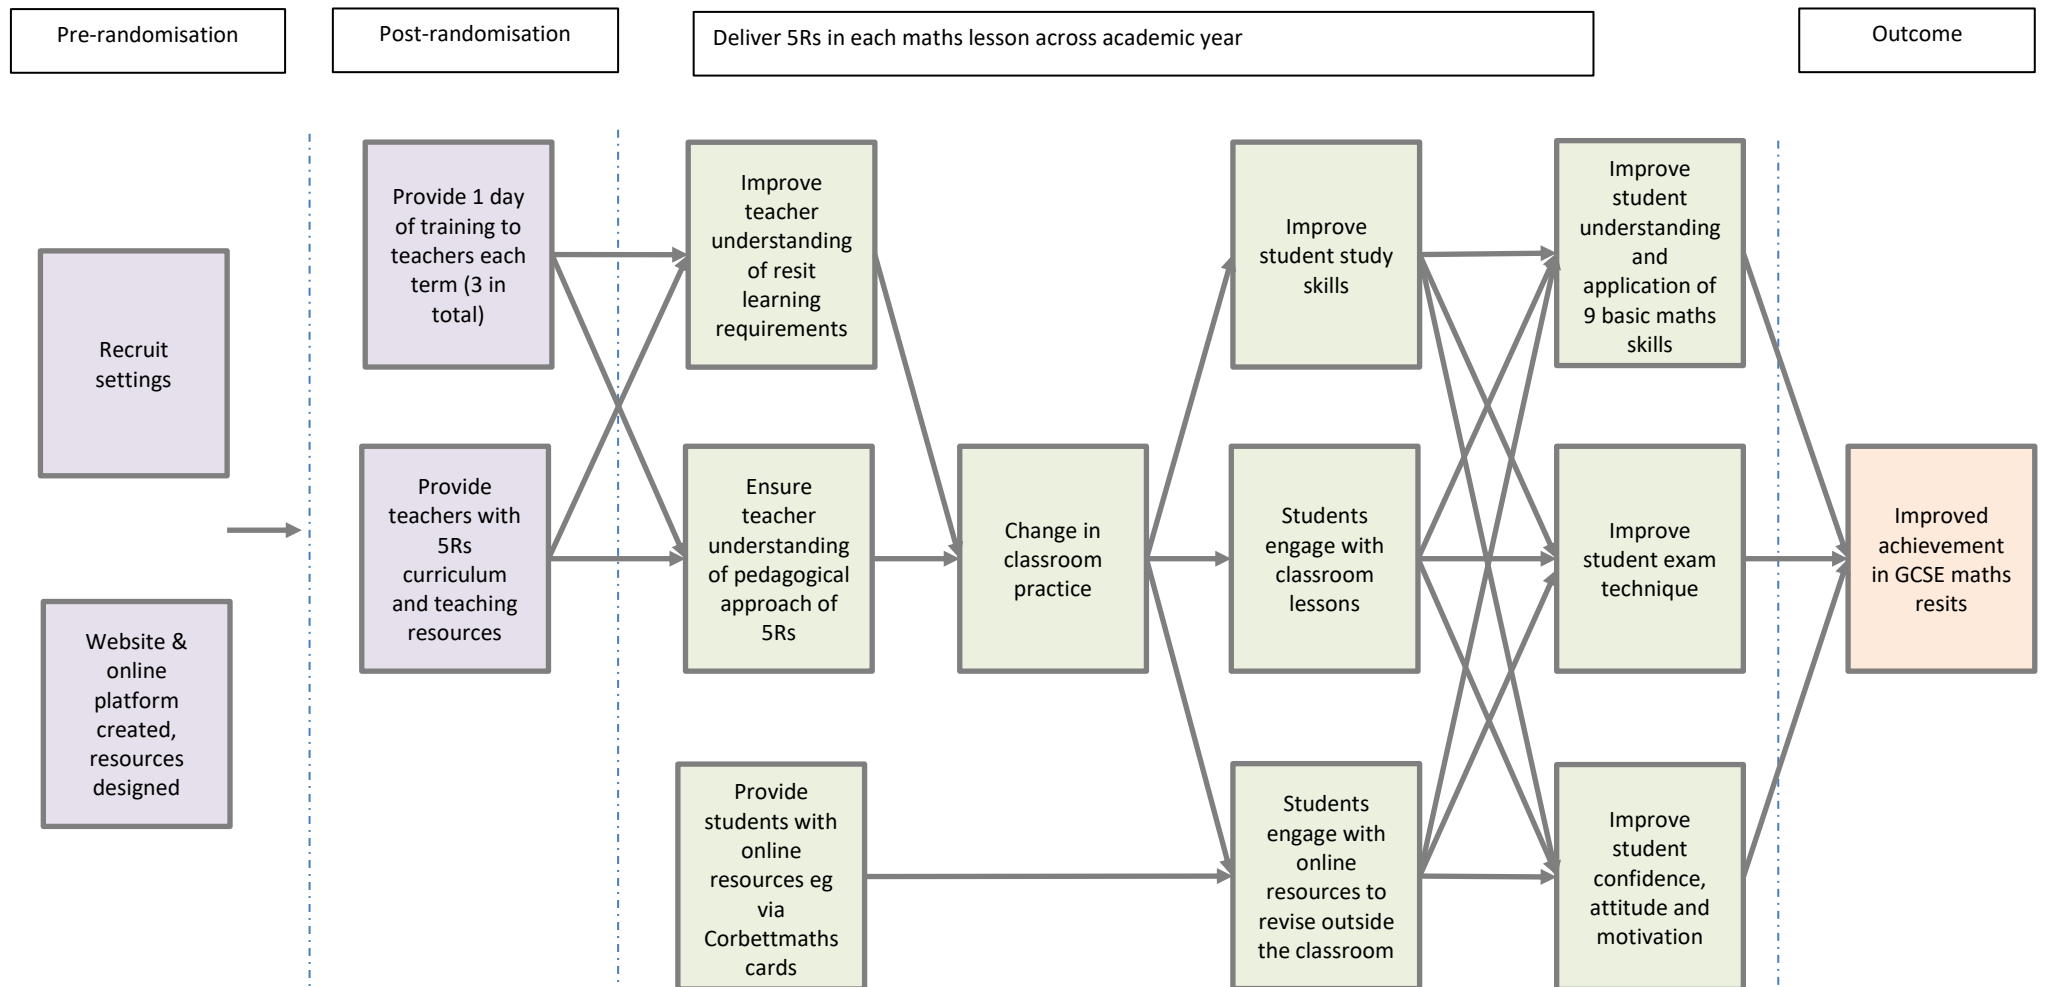 Pre-randomisation
Post-randomisation
Deliver 5Rs in each maths lesson across academic year
Outcome
Recruit
settings
Website &
online
platform
created,
resources
designed
Provide 1 day
of training to
teachers each
term (3 in
total)
Provide
teachers with
5Rs
curriculum
and teaching
resources
Improve
teacher
understanding
of resit
learning
requirements
Ensure
teacher
understanding
of pedagogical
approach of
5Rs
Provide
students with
online
resources eg
via
Corbettmaths
cards
Change in
classroom
practice
Improve
student study
skills
Students
engage with
classroom
lessons
Students
engage with
online
resources to
revise outside
the classroom
Improve
student
understanding
and
application of
9 basic maths
skills
Improve
student exam
technique
Improve
student
confidence,
attitude and
motivation
Improved
achievement
in GCSE maths
resits